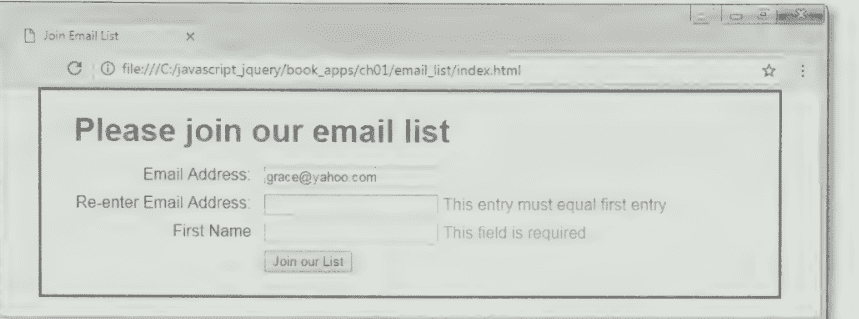 Join Email List
file:///C:/javascript_jquery/book_apps/ch01/email_list/index.html
Please join our email list
Email Address: grace@yahoo.com
Re-enter Email Address: This entry must equal first entry
First Name This field is required
Join our List